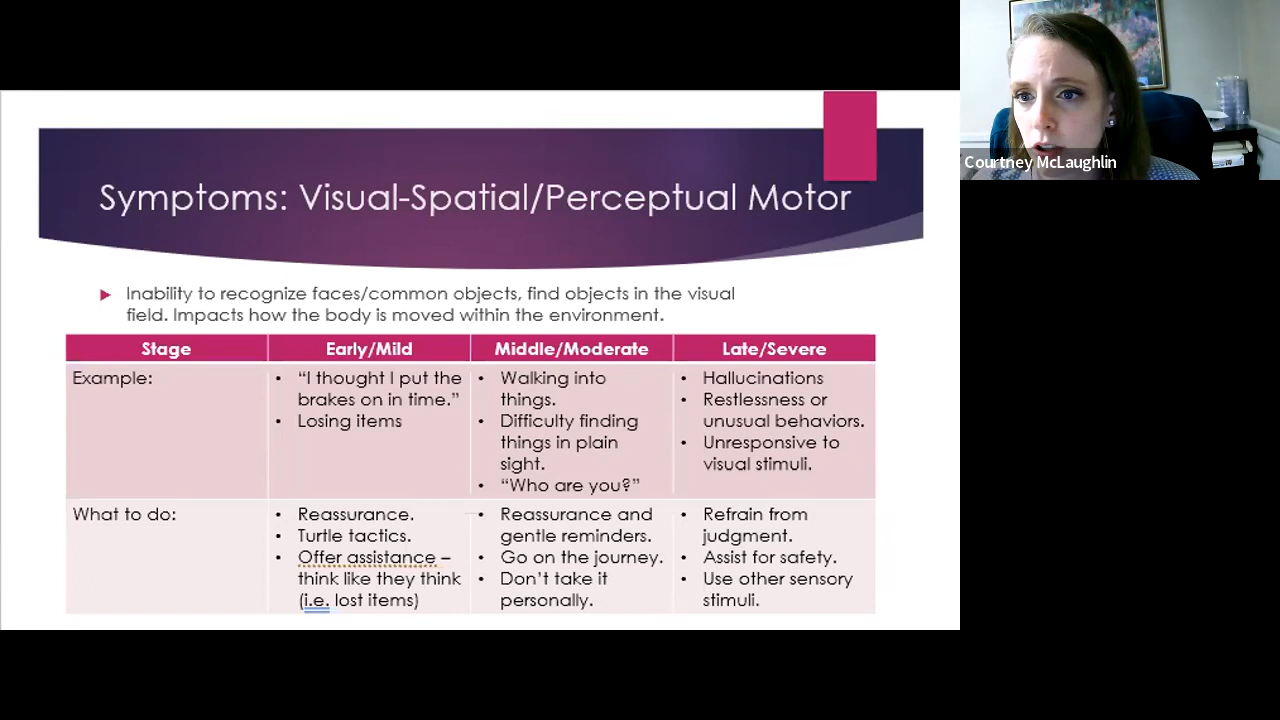 Symptoms: Visual-Spatial/Perceptual Motor
Inability to recognize faces/common objects, find objects in the visual
field. Impacts how the body is moved within the environment.
Stage
Early/Mild
Middle/Moderate
Late/Severe
Example:
• “I thought I put the
brakes on in time.”
• Losing items
• Walking into
things.
• Difficulty finding
things in plain
sight.
• “Who are you?”
• Hallucinations
• Restlessness or
unusual behaviors.
• Unresponsive to
visual stimuli.
What to do:
• Reassurance.
• Turtle tactics.
• Offer assistance –
think like they think
(i.e. lost items)
• Reassurance and
gentle reminders.
• Go on the journey.
• Don’t take it
personally.
• Refrain from
judgment.
• Assist for safety.
• Use other sensory
stimuli.
Courtney McLaughlin